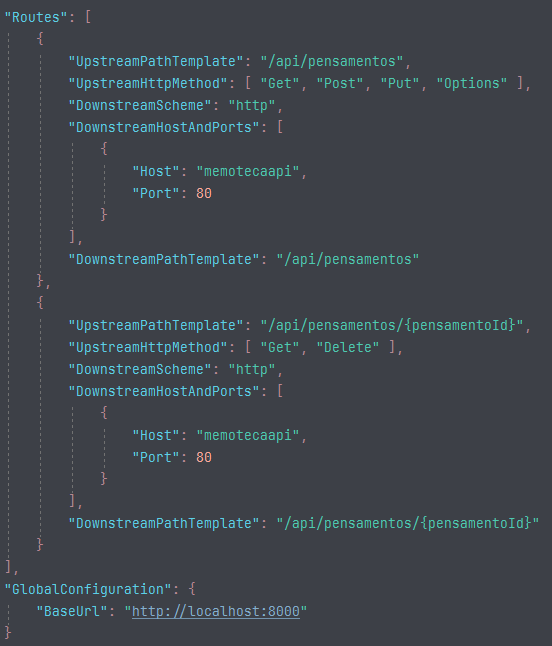 "Routes": [
{
"UpstreamPathTemplate": "/api/pensamentos",
"UpstreamHttpMethod": [ "Get", "Post", "Put", "Options" ],
"DownstreamScheme": "http",
"DownstreamHostAndPorts": [
{
"Host": "memotecaapi",
"Port": 80
}
],
"DownstreamPathTemplate": "/api/pensamentos"
},
{
"UpstreamPathTemplate": "/api/pensamentos/{pensamentoId}",
"UpstreamHttpMethod": [ "Get", "Delete" ],
"DownstreamScheme": "http",
"DownstreamHostAndPorts": [
{
"Host": "memotecaapi",
"Port": 80
}
],
"DownstreamPathTemplate": "/api/pensamentos/{pensamentoId}"
}
],
"GlobalConfiguration": {
"BaseUrl": "http://localhost:8000"
}